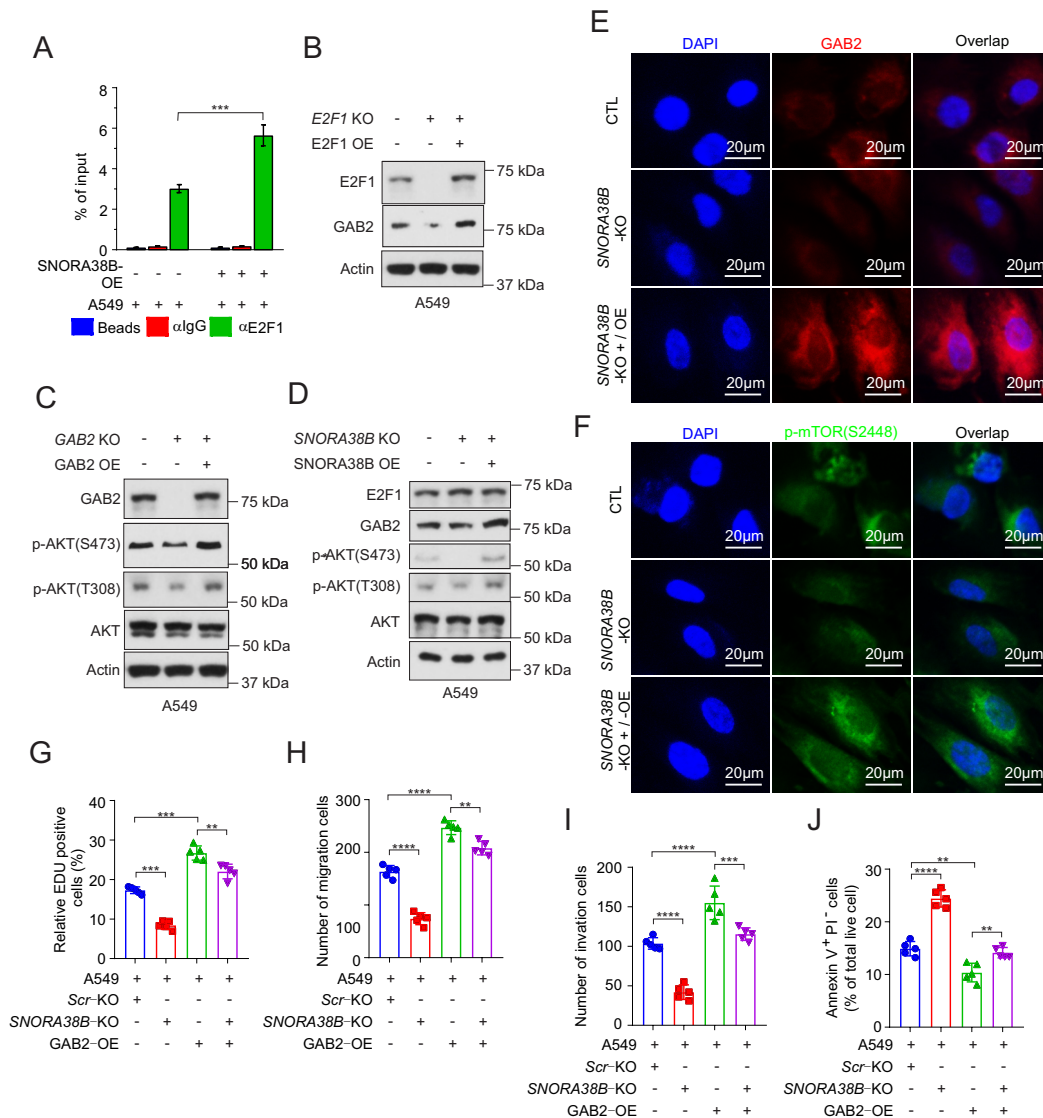 A
***
8
6
4
2
0
% of input
SNORA38B-
OE
- - - + + +
A549 + + + + + +
Beads αIgG αE2F1
B
E2F1 KO - + +
E2F1 OE - - +
75 kDa
E2F1
GAB2
75 kDa
Actin
37 kDa
A549
C
GAB2 KO - + +
GAB2 OE - - +
GAB2
75 kDa
p-AKT(S473)
50 kDa
p-AKT(T308)
50 kDa
AKT
50 kDa
Actin
37 kDa
A549
D
SNORA38B KO - + +
SNORA38B OE - - +
75 kDa
E2F1
GAB2
75 kDa
p-AKT(S473)
50 kDa
p-AKT(T308)
50 kDa
AKT
50 kDa
Actin
37 kDa
A549
E
DAPI GAB2 Overlap
CTL
20μm 20μm 20μm
SNORA38B
-KO
20μm 20μm 20μm
SNORA38B
-KO + / OE
20μm 20μm 20μm
F
DAPI p-mTOR(S2448) Overlap
CTL
20μm 20μm 20μm
SNORA38B
-KO
20μm 20μm 20μm
SNORA38B
-KO + / -OE
20μm 20μm 20μm
G
Relative EDU positive
cells (%)
40
30
20
10
0
***
***
**
A549 + + + +
Scr-KO + - - -
SNORA38B-KO - + - +
GAB2-OE - - + +
H
Number of migration cells
300
200
100
0
****
****
**
A549 + + + +
Scr-KO + - - -
SNORA38B-KO - + - +
GAB2-OE - - + +
I
Number of invation cells
200
150
100
50
0
****
****
***
A549 + + + +
Scr-KO + - - -
SNORA38B-KO - + - +
GAB2-OE - - + +
J
Annexin V+ PI-
(% of total live cell)
30
20
10
0
**
****
**
A549 + + + +
Scr-KO + - - -
SNORA38B-KO - + - +
GAB2-OE - - + +